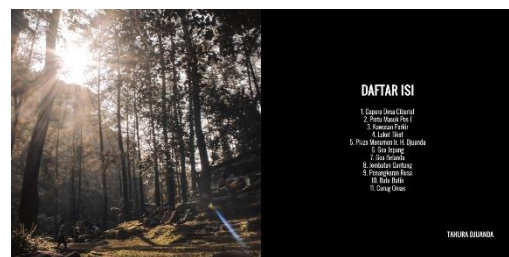 DAFTAR ISI
1. Gapura Desa Ciburial
2. Pintu Masuk Pos I
3. Kawasan Parkir
4. Loket Tiket
5. Plaza Monumen Ir. H. Djuanda
6. Goa Jepang
7. Goa Belanda
8. Jembatan Gantung
9. Penangkaran Rusa
10. Batu Batik
11. Curug Omas
TAHURA DJUANDA